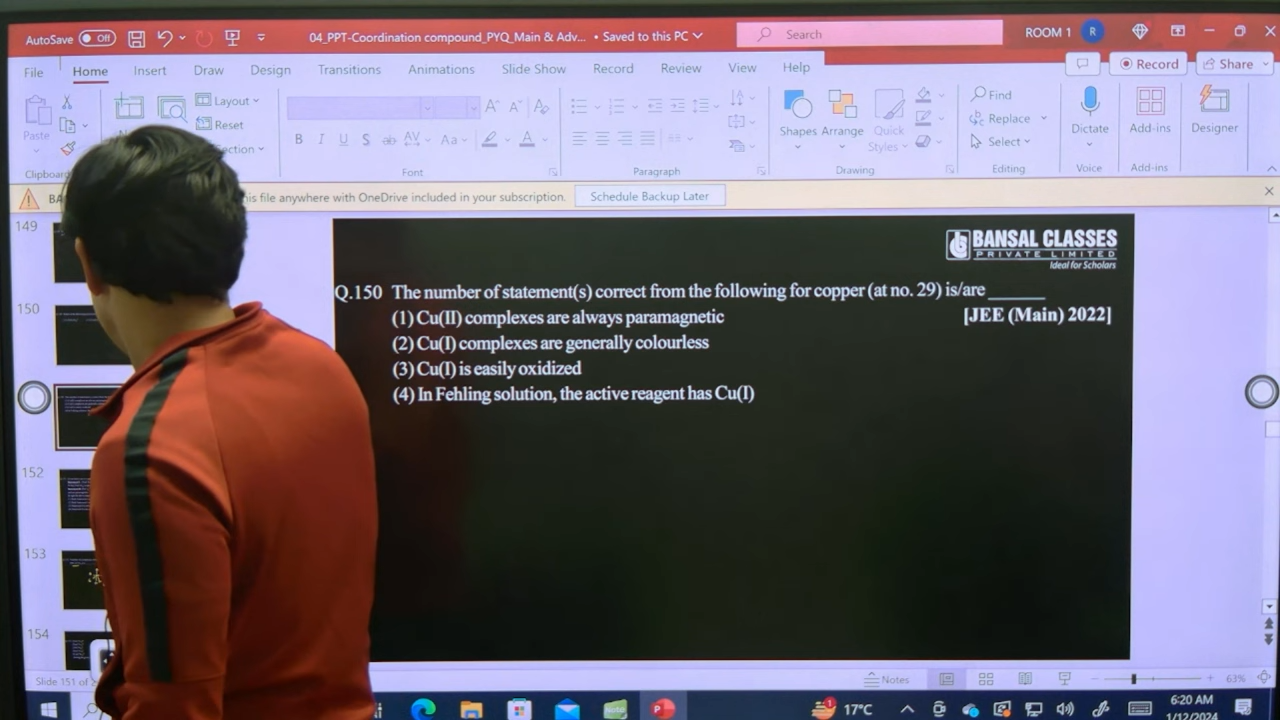 AutoSave Off
04_PPT-Coordination compound_PYQ_Main & Adv... • Saved to this PC
Search
ROOM 1 R
File Home Insert Draw Design Transitions Animations Slide Show Record Review View Help
Record Share
Paste
Layout
Reset
Clipboard
Font
Paragraph
Shapes Arrange Quick Styles
Drawing
Find
Replace
Select
Editing
Dictate
Voice
Add-ins
Add-ins
Designer
his file anywhere with OneDrive included in your subscription. Schedule Backup Later
149
150
152
153
154
BANSAL CLASSES
PRIVATE LIMITED
Ideal for Scholars
Q.150 The number of statement(s) correct from the following for copper (at no. 29) is/are ______
[JEE (Main) 2022]
(1) Cu(II) complexes are always paramagnetic
(2) Cu(I) complexes are generally colourless
(3) Cu(I) is easily oxidized
(4) In Fehling solution, the active reagent has Cu(I)
Slide 151 of
Notes
63%
17°C
6:20 AM
1/12/2024